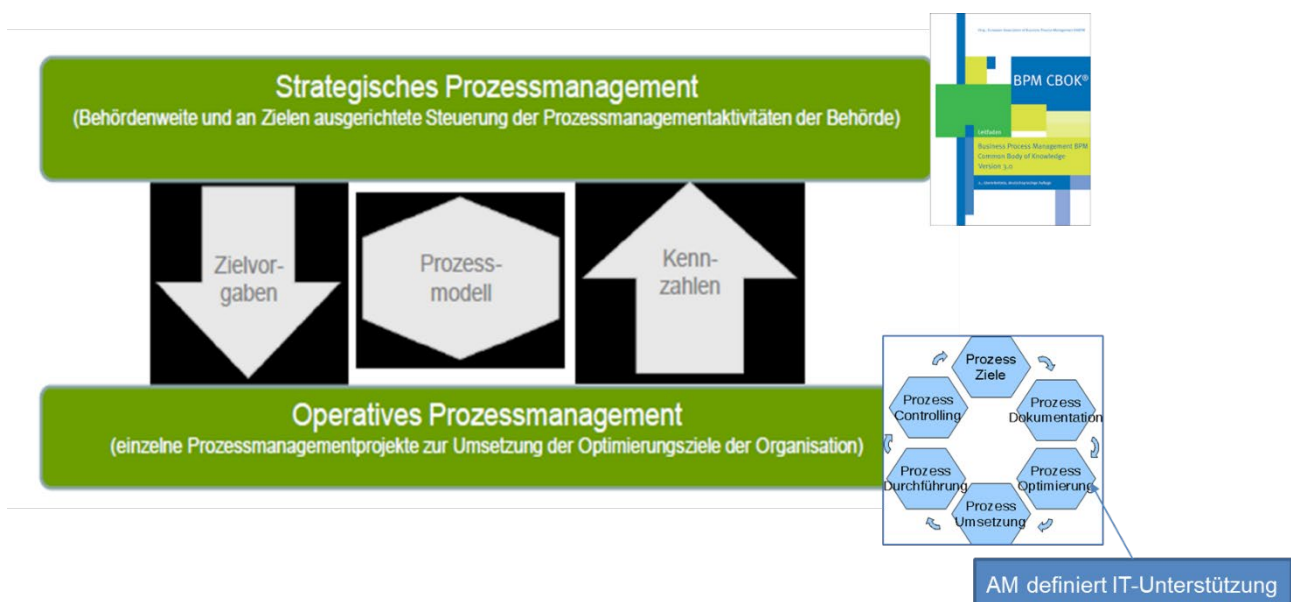 Strategisches Prozessmanagement
(Behördenweite und an Zielen ausgerichtete Steuerung der Prozessmanagementaktivitäten der Behörde)
BPM CBOK®
Leitfaden
Business Process Management BPM
Common Body of Knowledge
Version 3.0
Zielvor-
gaben
Prozess-
modell
Kenn-
zahlen
Operatives Prozessmanagement
(einzelne Prozessmanagementprojekte zur Umsetzung der Optimierungsziele der Organisation)
Prozess
Ziele
Prozess
Dokumentation
Prozess
Optimierung
Prozess
Umsetzung
Prozess
Durchführung
Prozess
Controlling
AM definiert IT-Unterstützung